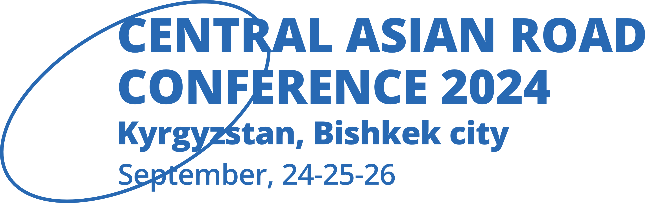 CENTRAL ASIAN ROAD
CONFERENCE 2024
Kyrgyzstan, Bishkek city
September, 24-25-26